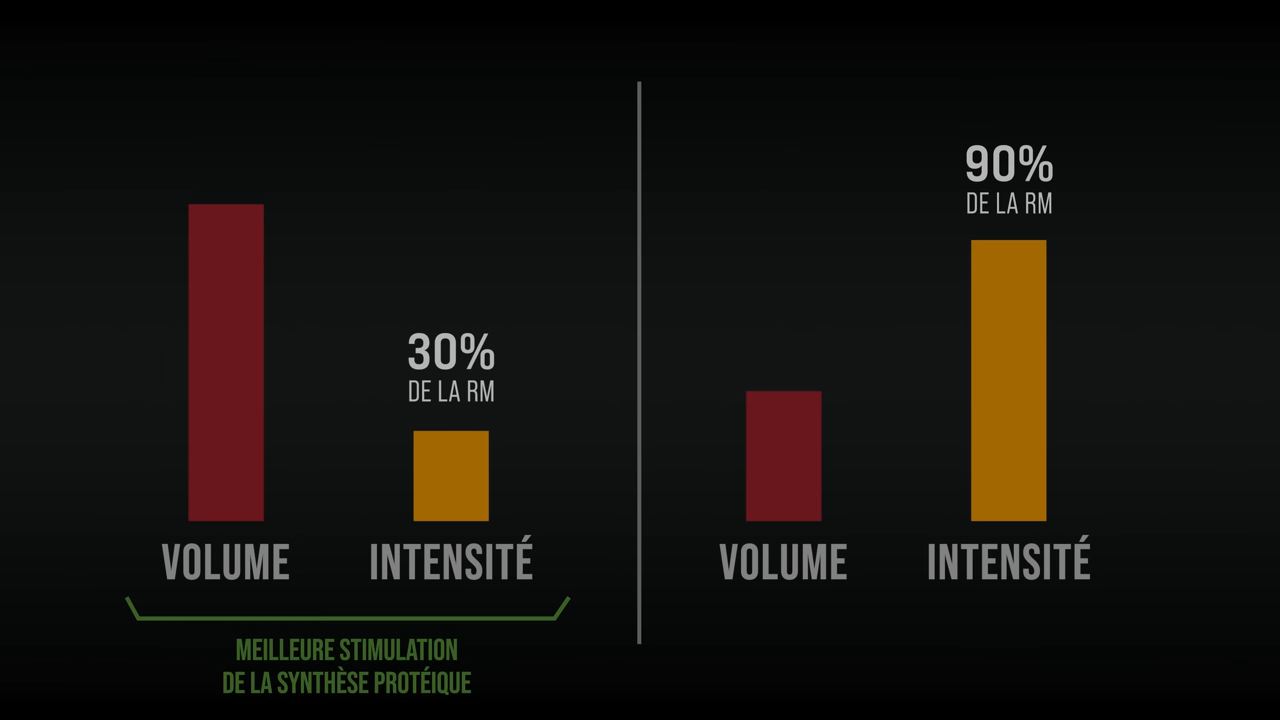 30%
DE LA RM
VOLUME
INTENSITÉ
MEILLEURE STIMULATION
DE LA SYNTHÈSE PROTÉIQUE
90%
DE LA RM
VOLUME
INTENSITÉ